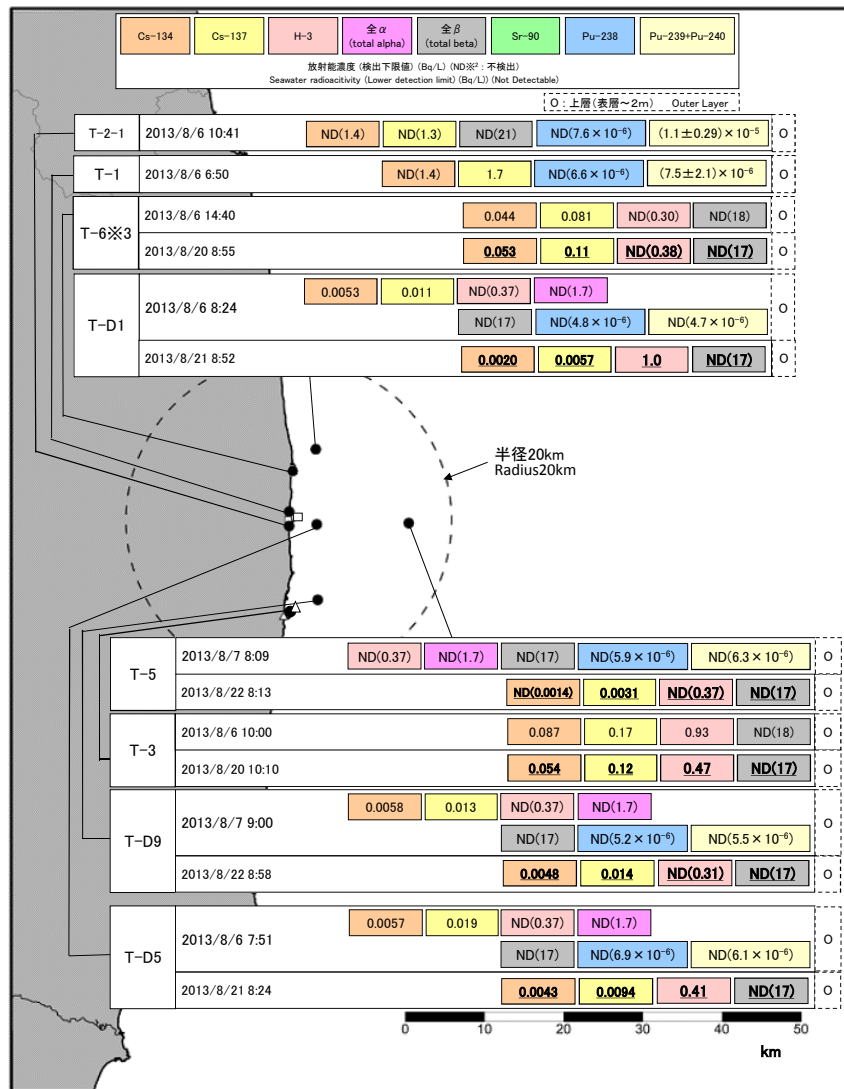 Cs-134 Cs-137 H-3 全α (total alpha) 全β (total beta) Sr-90 Pu-238 Pu-239+Pu-240
放射能濃度 (検出下限値) (Bq/L) (ND※² : 不検出)
Seawater radioacitivity (Lower detection limit) (Bq/L)) (Not Detectable)
O : 上層(表層～2m) Outer Layer
T-2-1 2013/8/6 10:41 ND(1.4) ND(1.3) ND(21) ND(7.6×10⁻⁶) (1.1±0.29)×10⁻⁵ O
T-1 2013/8/6 6:50 ND(1.4) 1.7 ND(6.6×10⁻⁶) (7.5±2.1)×10⁻⁶ O
T-6※3 2013/8/6 14:40 0.044 0.081 ND(0.30) ND(18) O
2013/8/20 8:55 0.053 0.11 ND(0.38) ND(17) O
T-D1 2013/8/6 8:24 0.0053 0.011 ND(0.37) ND(1.7) O
ND(17) ND(4.8×10⁻⁶) ND(4.7×10⁻⁶)
2013/8/21 8:52 0.0020 0.0057 1.0 ND(17) O
半径20km
Radius20km
T-5 2013/8/7 8:09 ND(0.37) ND(1.7) ND(17) ND(5.9×10⁻⁶) ND(6.3×10⁻⁶) O
2013/8/22 8:13 ND(0.0014) 0.0031 ND(0.37) ND(17) O
T-3 2013/8/6 10:00 0.087 0.17 0.93 ND(18) O
2013/8/20 10:10 0.054 0.12 0.47 ND(17) O
T-D9 2013/8/7 9:00 0.0058 0.013 ND(0.37) ND(1.7) O
ND(17) ND(5.2×10⁻⁶) ND(5.5×10⁻⁶)
2013/8/22 8:58 0.0048 0.014 ND(0.31) ND(17) O
T-D5 2013/8/6 7:51 0.0057 0.019 ND(0.37) ND(1.7) O
ND(17) ND(6.9×10⁻⁶) ND(6.1×10⁻⁶)
2013/8/21 8:24 0.0043 0.0094 0.41 ND(17) O
0 10 20 30 40 50
km